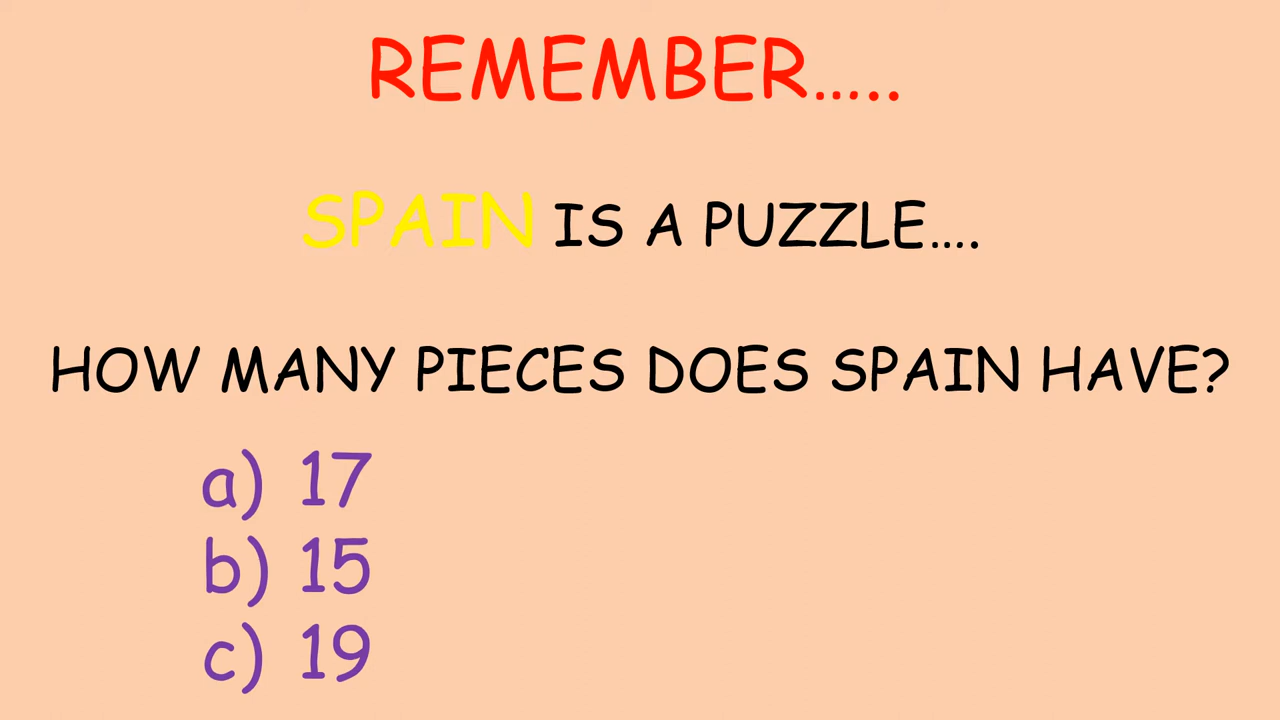 REMEMBER.....
SPAIN IS A PUZZLE....
HOW MANY PIECES DOES SPAIN HAVE?
a) 17
b) 15
c) 19